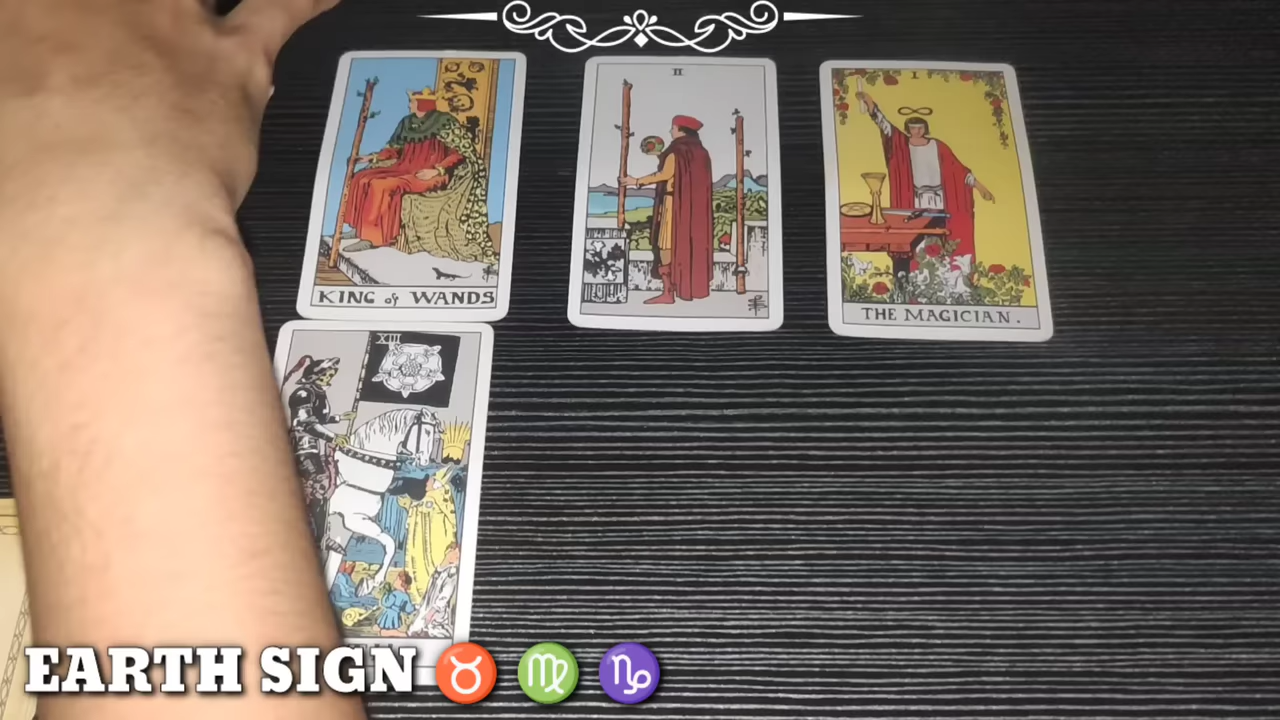 II
I
KING of WANDS
THE MAGICIAN.
XIII
EARTH SIGN ♉ ♍ ♑